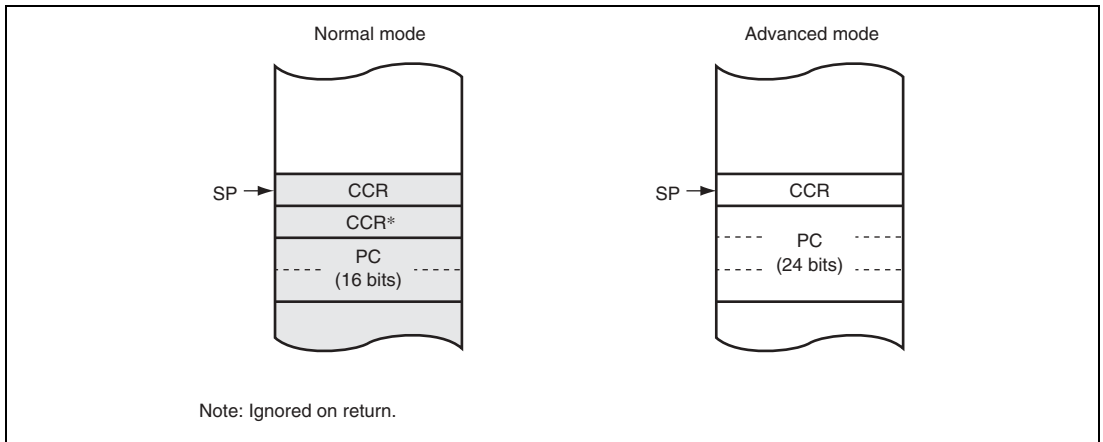 Normal mode
SP
CCR
CCR*
PC
(16 bits)
Advanced mode
SP
CCR
PC
(24 bits)
Note: Ignored on return.